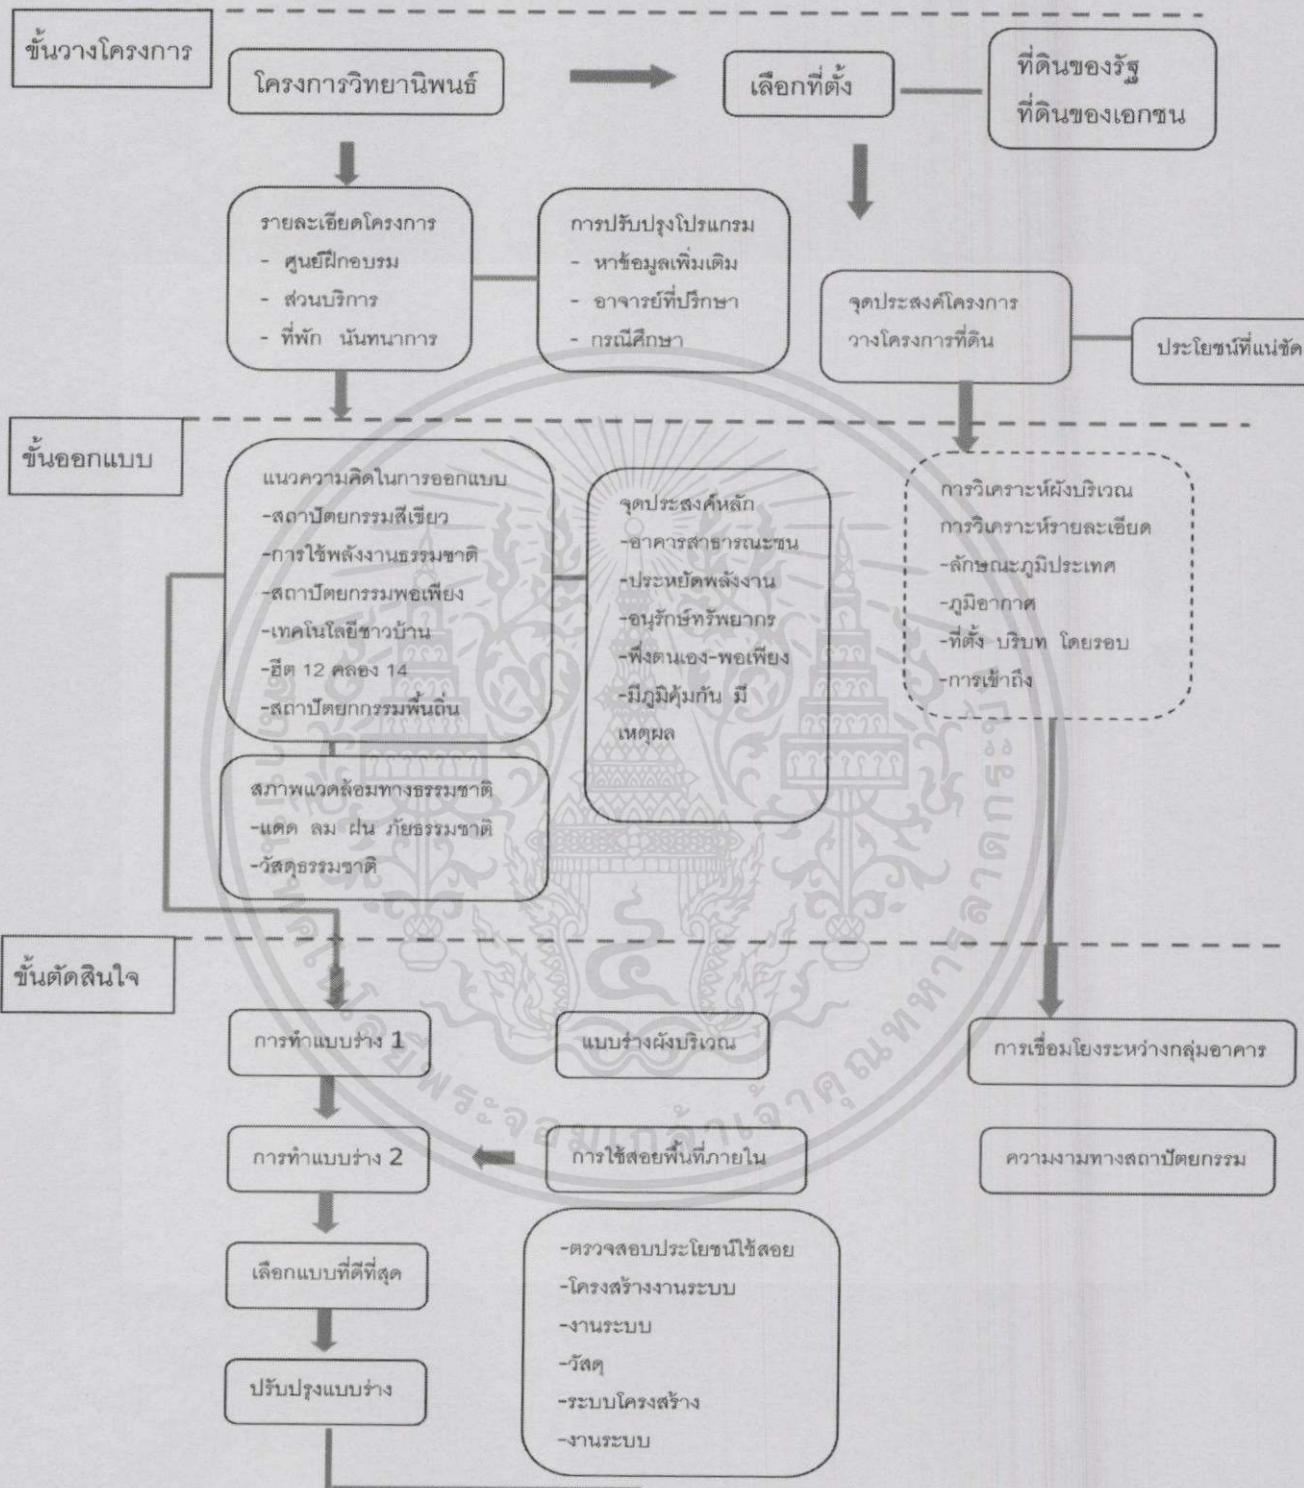 ขั้นวางโครงการ
โครงการวิทยานิพนธ์
เลือกที่ตั้ง
ที่ดินของรัฐ
ที่ดินของเอกชน
รายละเอียดโครงการ
- ศูนย์ฝึกอบรม
- ส่วนบริการ
- ที่พัก นันทนาการ
การปรับปรุงโปรแกรม
- หาข้อมูลเพิ่มเติม
- อาจารย์ที่ปรึกษา
- กรณีศึกษา
จุดประสงค์โครงการ
วางโครงการที่ดิน
ประโยชน์ที่แน่ชัด
ขั้นออกแบบ
แนวความคิดในการออกแบบ
-สถาปัตยกรรมสีเขียว
-การใช้พลังงานธรรมชาติ
-สถาปัตยกรรมพอเพียง
-เทคโนโลยีชาวบ้าน
-ฮีต 12 คลอง 14
-สถาปัตยกกรรมพื้นถิ่น
จุดประสงค์หลัก
-อาคารสาธารณะชน
-ประหยัดพลังงาน
-อนุรักษ์ทรัพยากร
-พึ่งตนเอง-พอเพียง
-มีภูมิคุ้มกัน มี
เหตุผล
การวิเคราะห์ผังบริเวณ
การวิเคราะห์รายละเอียด
-ลักษณะภูมิประเทศ
-ภูมิอากาศ
-ที่ตั้ง บริบท โดยรอบ
-การเข้าถึง
สภาพแวดล้อมทางธรรมชาติ
-แดด ลม ฝน ภัยธรรมชาติ
-วัสดุธรรมชาติ
ขั้นตัดสินใจ
การทำแบบร่าง 1
แบบร่างผังบริเวณ
การเชื่อมโยงระหว่างกลุ่มอาคาร
การทำแบบร่าง 2
การใช้สอยพื้นที่ภายใน
ความงามทางสถาปัตยกรรม
เลือกแบบที่ดีที่สุด
-ตรวจสอบประโยชน์ใช้สอย
-โครงสร้างงานระบบ
-งานระบบ
-วัสดุ
-ระบบโครงสร้าง
-งานระบบ
ปรับปรุงแบบร่าง
พระจอมเกล้าเจ้าคุณทหารลาดกระบัง